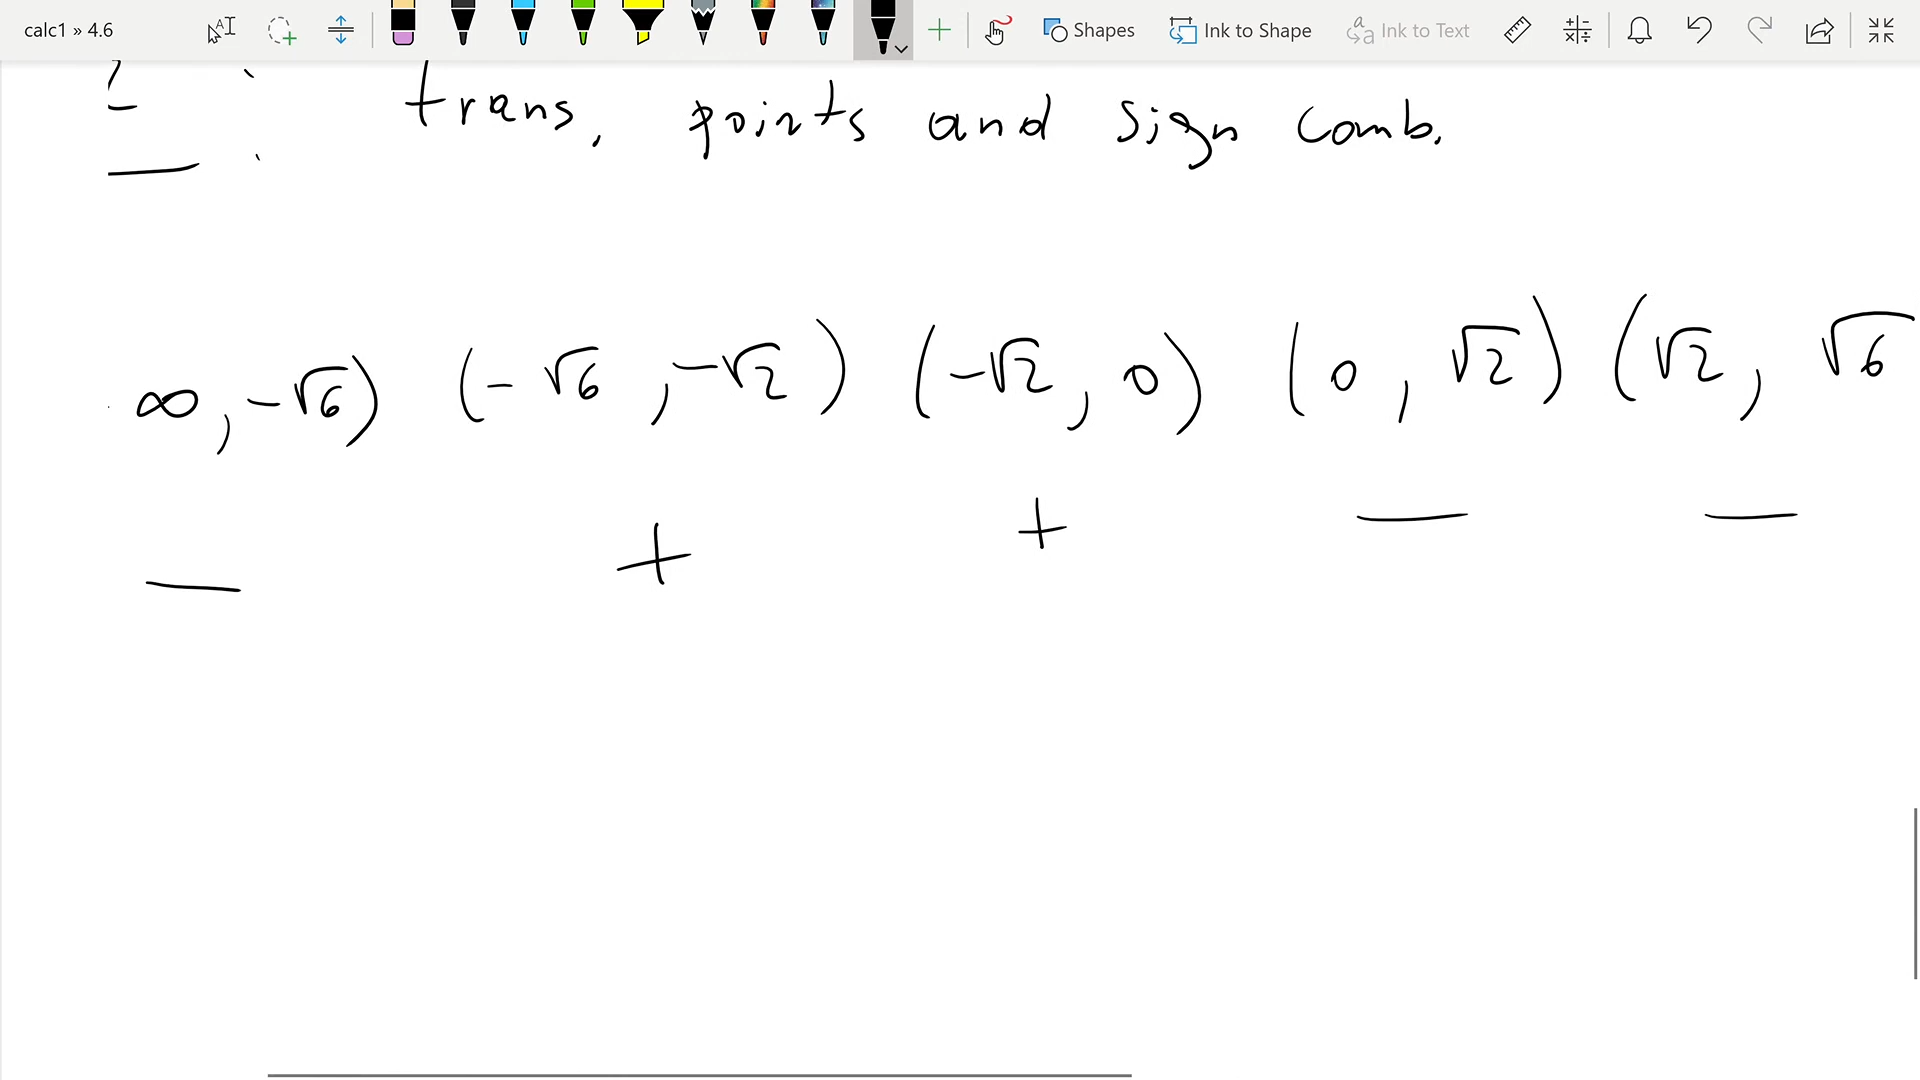 calc1 » 4.6 Shapes Ink to Shape Ink to Text
2 : trans. points and sign comb.
∞, -√6) (-√6, -√2) (-√2, 0) (0, √2) (√2, √6
— + + — —